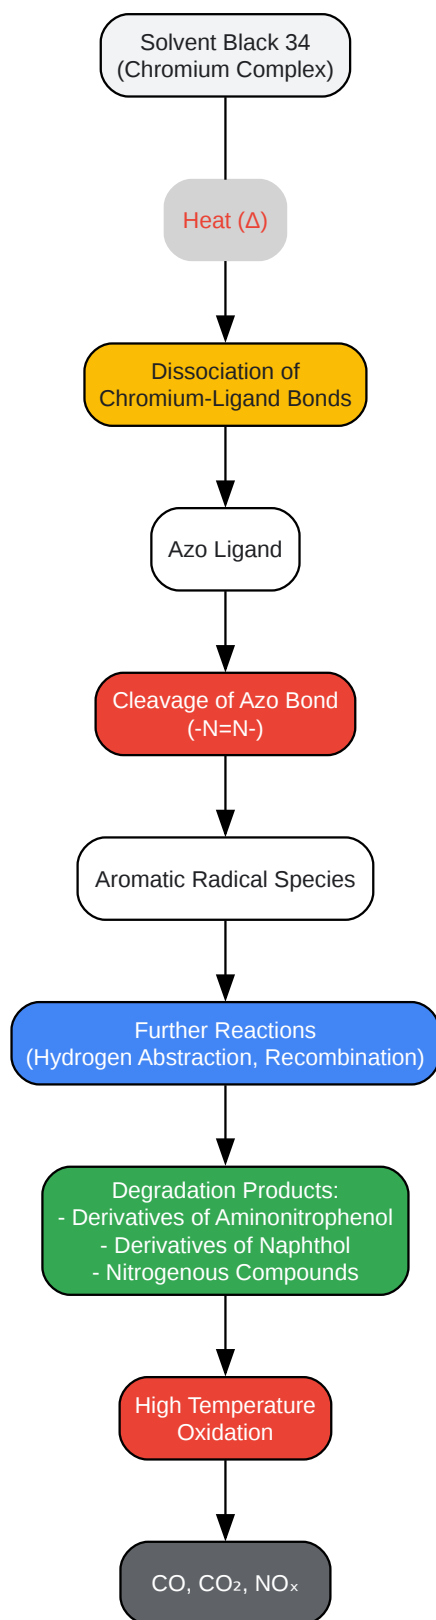 Solvent Black 34
(Chromium Complex)
Heat (Δ)
Dissociation of
Chromium-Ligand Bonds
Azo Ligand
Cleavage of Azo Bond
(-N=N-)
Aromatic Radical Species
Further Reactions
(Hydrogen Abstraction, Recombination)
Degradation Products:
- Derivatives of Aminonitrophenol
- Derivatives of Naphthol
- Nitrogenous Compounds
High Temperature
Oxidation
CO, CO₂, NOₓ